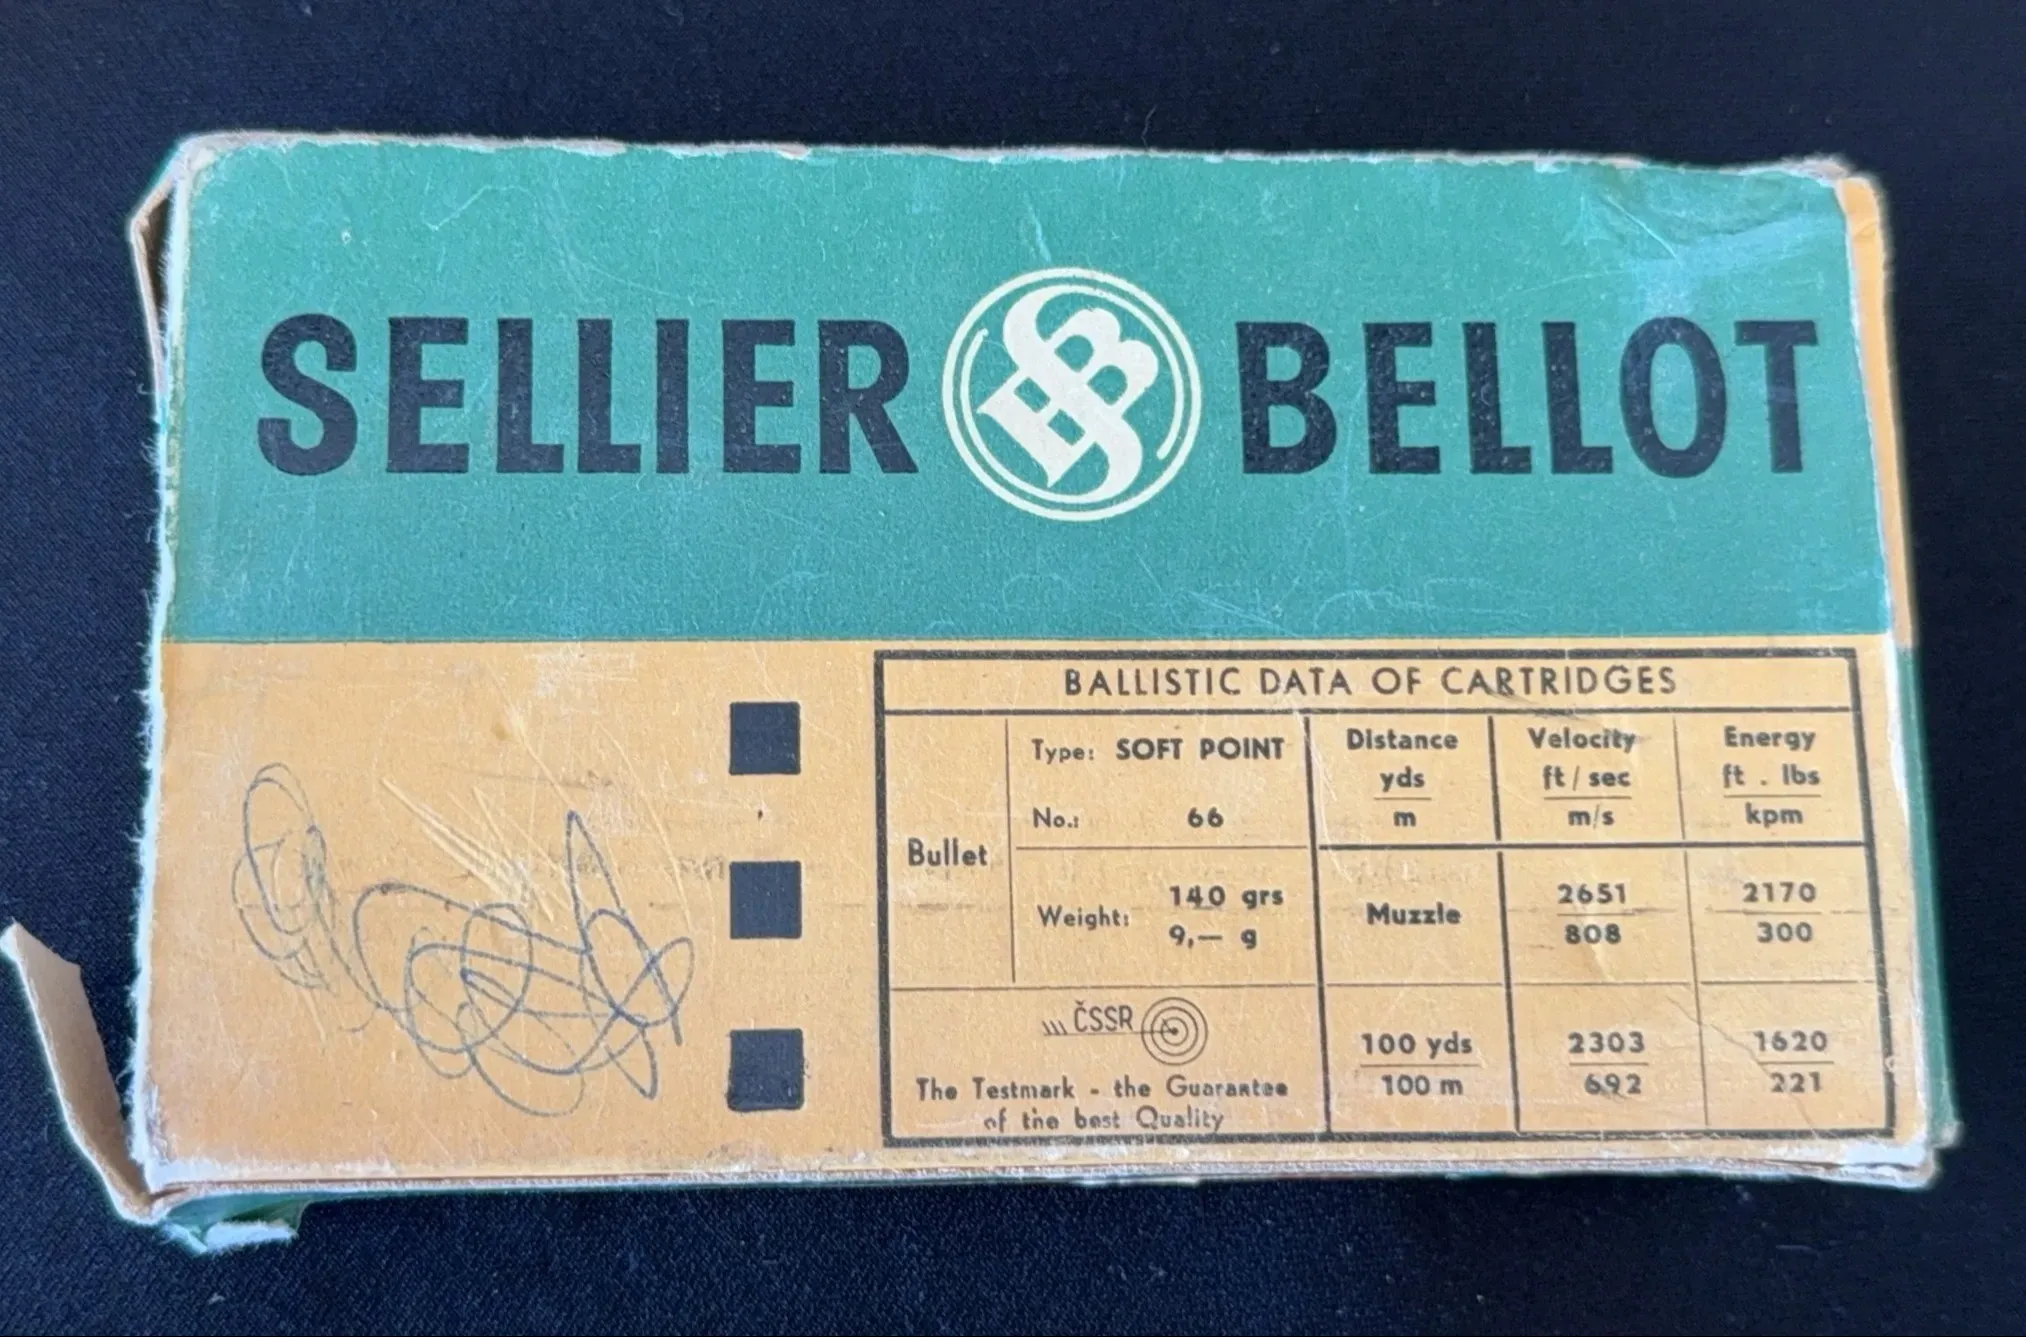 SELLIER SB BELLOT
BALLISTIC DATA OF CARTRIDGES
Bullet
Type: SOFT POINT
No.: 66
Weight: 140 grs
9,— g
Distance
yds
m
Velocity
ft / sec
m/s
Energy
ft . lbs
kpm
Muzzle
2651
808
2170
300
ČSSR
The Testmark - the Guarantee
of the best Quality
100 yds
100 m
2303
692
1620
221